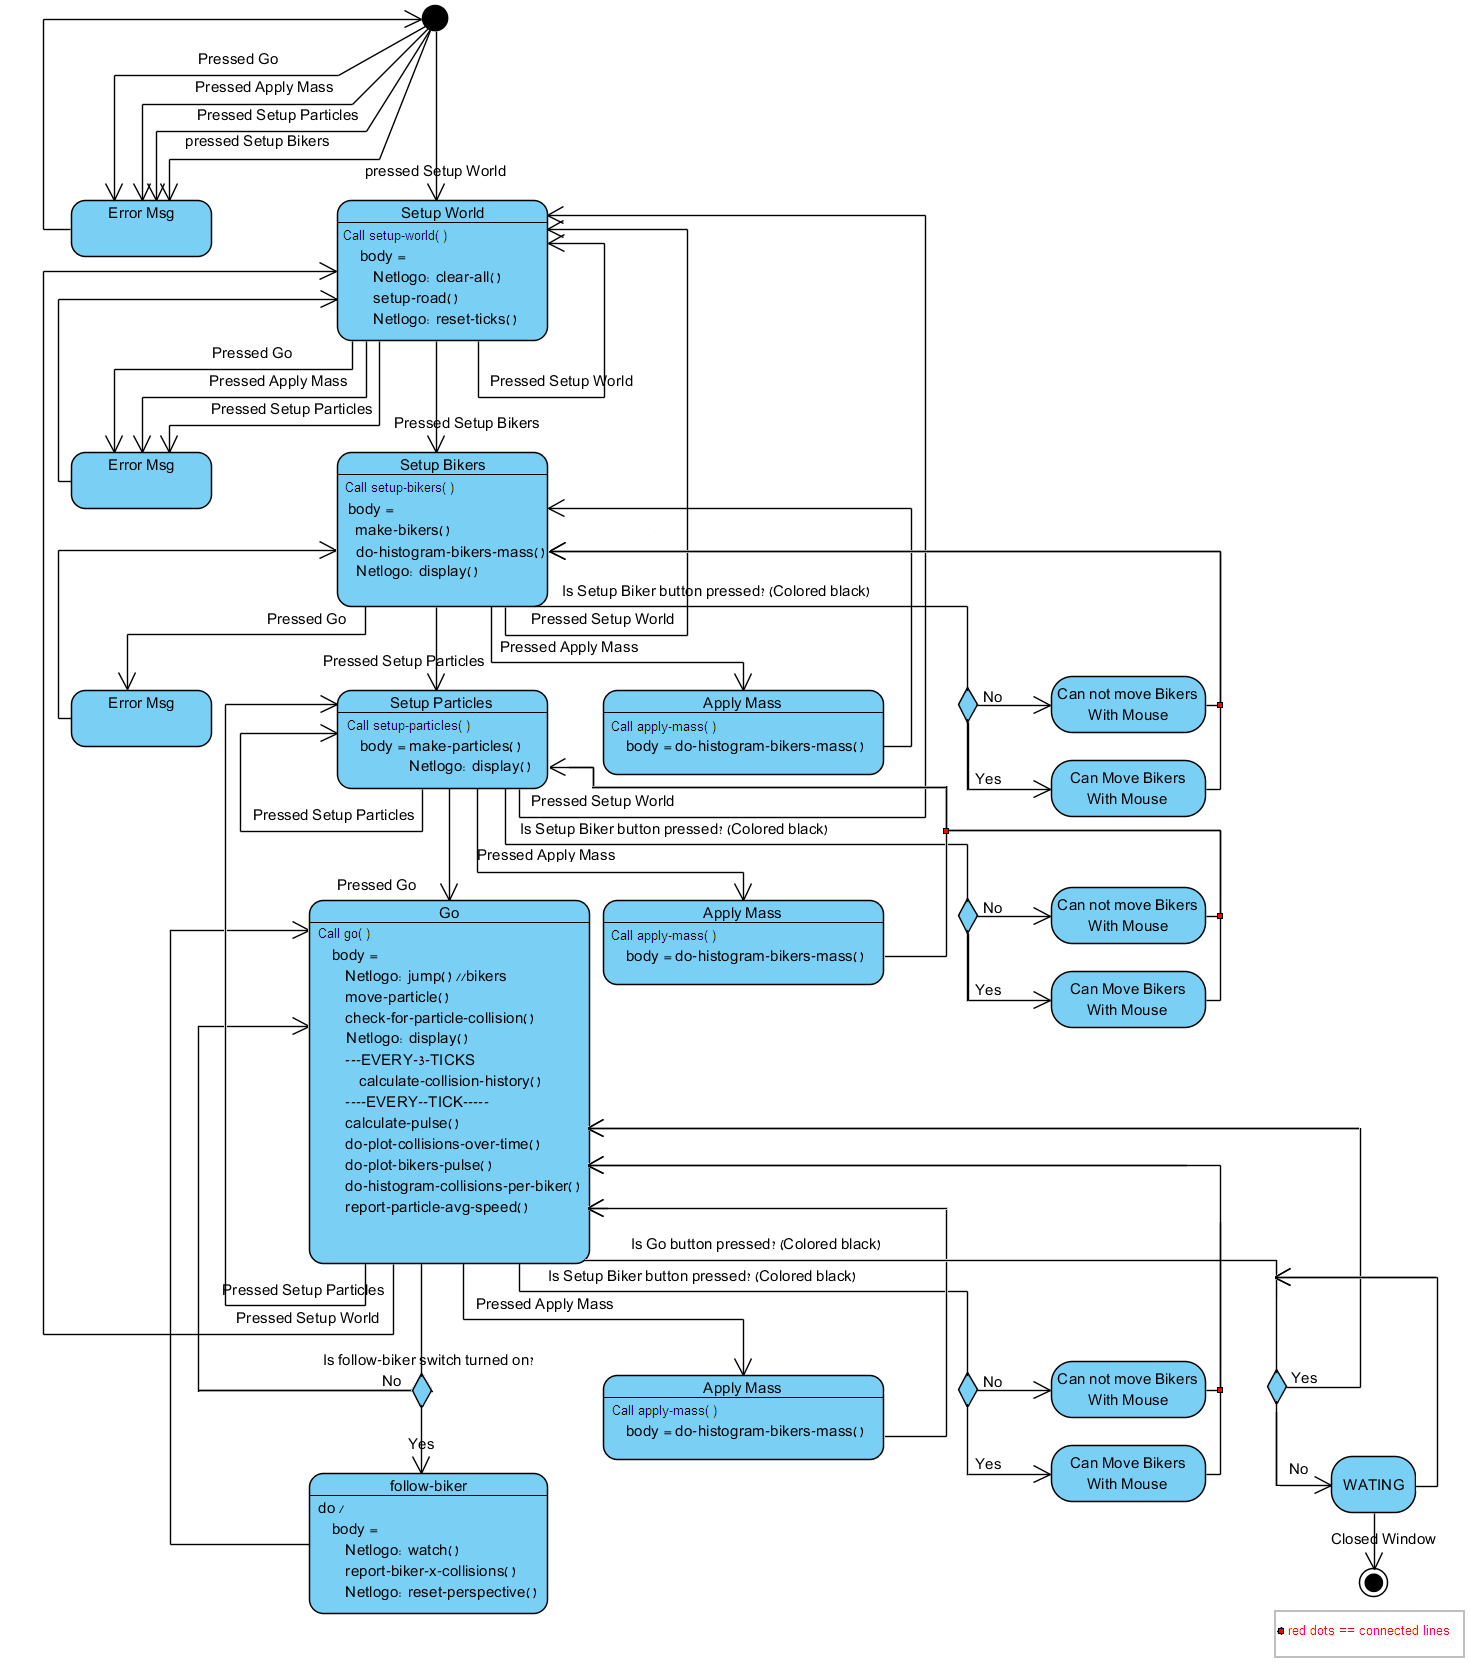 Pressed Go
Pressed Apply Mass
Pressed Setup Particles
pressed Setup Bikers
pressed Setup World
Error Msg
Setup World
Call setup-world( )
body =
Netlogo: clear-all()
setup-road()
Netlogo: reset-ticks()
Pressed Go
Pressed Apply Mass
Pressed Setup World
Pressed Setup Particles
Pressed Setup Bikers
Error Msg
Setup Bikers
Call setup-bikers( )
body =
make-bikers()
do-histogram-bikers-mass()
Netlogo: display()
Is Setup Biker button pressed? (Colored black)
Pressed Go
Pressed Setup World
Pressed Apply Mass
Pressed Setup Particles
Error Msg
Setup Particles
Call setup-particles( )
body = make-particles()
Netlogo: display()
Apply Mass
Call apply-mass( )
body = do-histogram-bikers-mass()
No
Can not move Bikers
With Mouse
Yes
Can Move Bikers
With Mouse
Pressed Setup World
Pressed Setup Particles
Is Setup Biker button pressed? (Colored black)
Pressed Apply Mass
Pressed Go
Go
Call go( )
body =
Netlogo: jump() //bikers
move-particle()
check-for-particle-collision()
Netlogo: display()
---EVERY-3-TICKS
calculate-collision-history()
----EVERY--TICK-----
calculate-pulse()
do-plot-collisions-over-time()
do-plot-bikers-pulse()
do-histogram-collisions-per-biker()
report-particle-avg-speed()
Apply Mass
Call apply-mass( )
body = do-histogram-bikers-mass()
No
Can not move Bikers
With Mouse
Yes
Can Move Bikers
With Mouse
Is Go button pressed? (Colored black)
Is Setup Biker button pressed? (Colored black)
Pressed Setup Particles
Pressed Apply Mass
Pressed Setup World
Is follow-biker switch turned on?
No
Yes
Apply Mass
Call apply-mass( )
body = do-histogram-bikers-mass()
No
Can not move Bikers
With Mouse
Yes
Can Move Bikers
With Mouse
Yes
No
WATING
Closed Window
follow-biker
do /
body =
Netlogo: watch()
report-biker-x-collisions()
Netlogo: reset-perspective()
red dots == connected lines